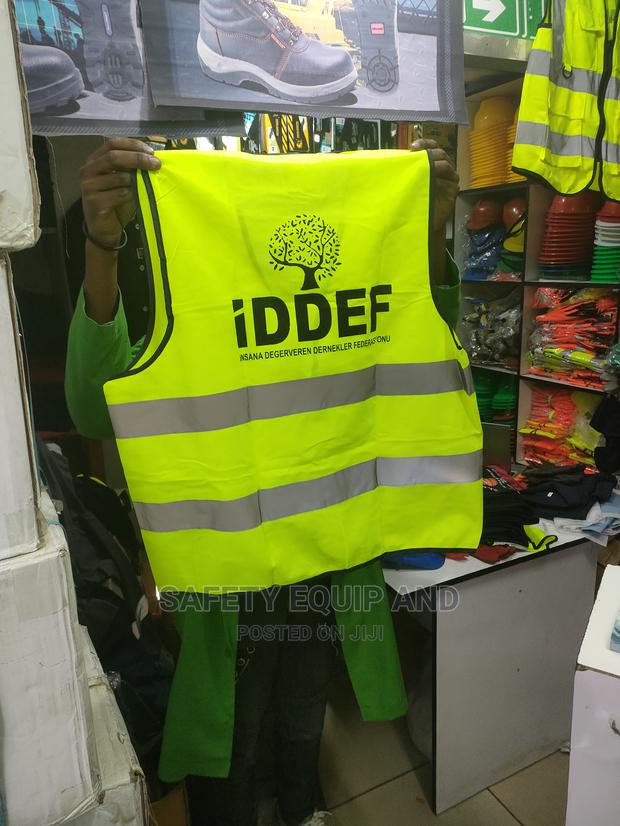 iDDEF
INSANA DEGERVEREN DERNEKLER FEDERASYONU
SAFETY EQUIP AND
POSTED ON JIJI